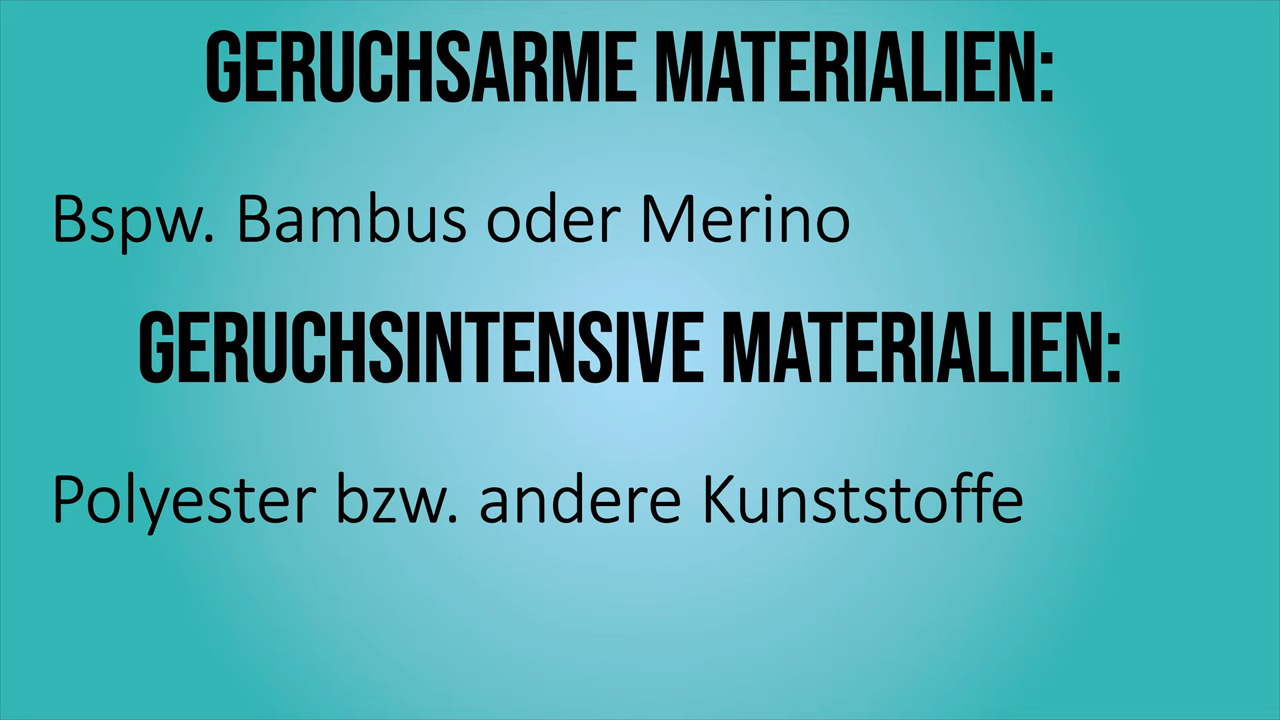 GERUCHSARME MATERIALIEN:
Bspw. Bambus oder Merino
GERUCHSINTENSIVE MATERIALIEN:
Polyester bzw. andere Kunststoffe